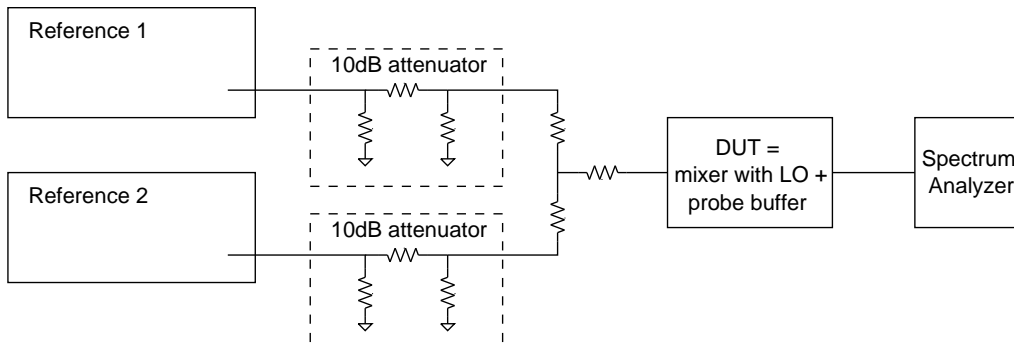 Reference 1
10dB attenuator
Reference 2
10dB attenuator
DUT =
mixer with LO +
probe buffer
Spectrum
Analyzer